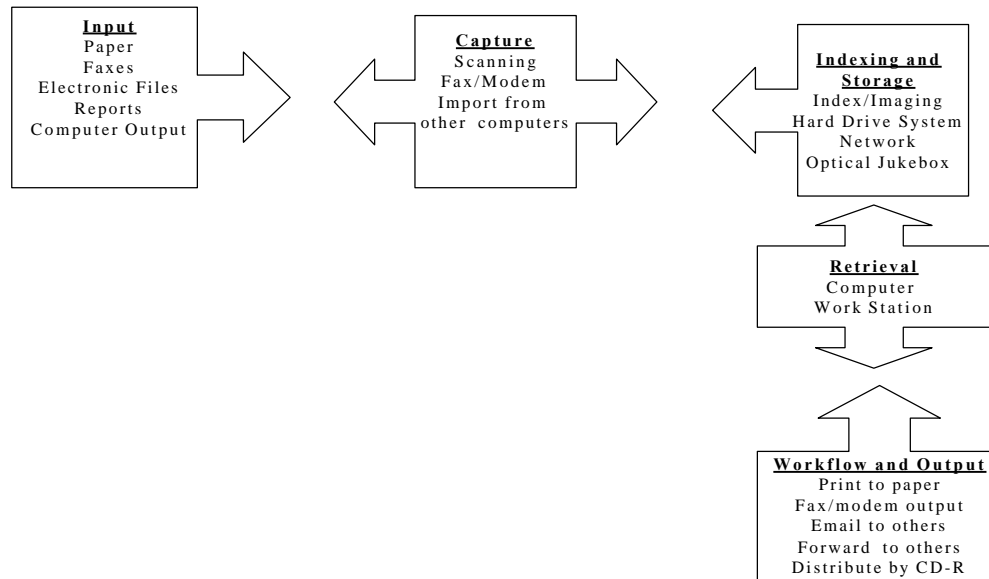 Input
Paper
Faxes
Electronic Files
Reports
Computer Output
Capture
Scanning
Fax/Modem
Import from
other computers
Indexing and
Storage
Index/Imaging
Hard Drive System
Network
Optical Jukebox
Retrieval
Computer
Work Station
Workflow and Output
Print to paper
Fax/modem output
Email to others
Forward to others
Distribute by CD-R